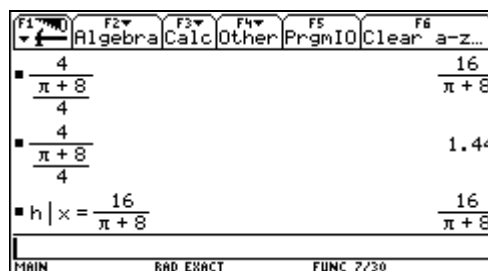 F1 F2 F3 F4 F5 F6
Algebra Calc Other PrgmIO Clear a-z…
4
π + 8
4
16
π + 8
4
π + 8
4
1.44
h | x = 16
π + 8
16
π + 8
MAIN RAD EXACT FUNC 7/30